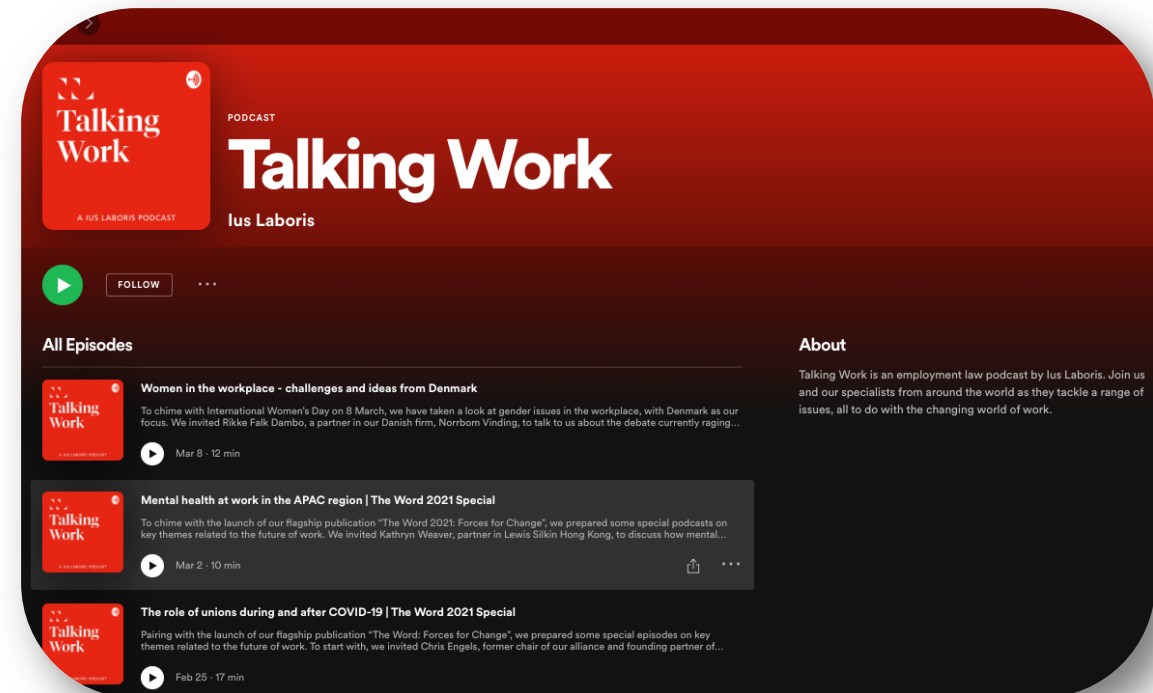 Talking
Work
A IUS LABORIS PODCAST
PODCAST
Talking Work
Ius Laboris
FOLLOW
All Episodes
Talking
Work
A IUS LABORIS PODCAST
Women in the workplace - challenges and ideas from Denmark
To chime with International Women's Day on 8 March, we have taken a look at gender issues in the workplace, with Denmark as our
focus. We invited Rikke Falk Dambo, a partner in our Danish firm, Norrbom Vinding, to talk to us about the debate currently raging...
Mar 8 · 12 min
Talking
Work
A IUS LABORIS PODCAST
Mental health at work in the APAC region | The Word 2021 Special
To chime with the launch of our flagship publication "The Word 2021: Forces for Change", we prepared some special podcasts on
key themes related to the future of work. We invited Kathryn Weaver, partner in Lewis Silkin Hong Kong, to discuss how mental...
Mar 2 · 10 min
Talking
Work
A IUS LABORIS PODCAST
The role of unions during and after COVID-19 | The Word 2021 Special
Pairing with the launch of our flagship publication "The Word: Forces for Change", we prepared some special episodes on key
themes related to the future of work. To start with, we invited Chris Engels, former chair of our alliance and founding partner of...
Feb 25 · 17 min
About
Talking Work is an employment law podcast by Ius Laboris. Join us
and our specialists from around the world as they tackle a range of
issues, all to do with the changing world of work.